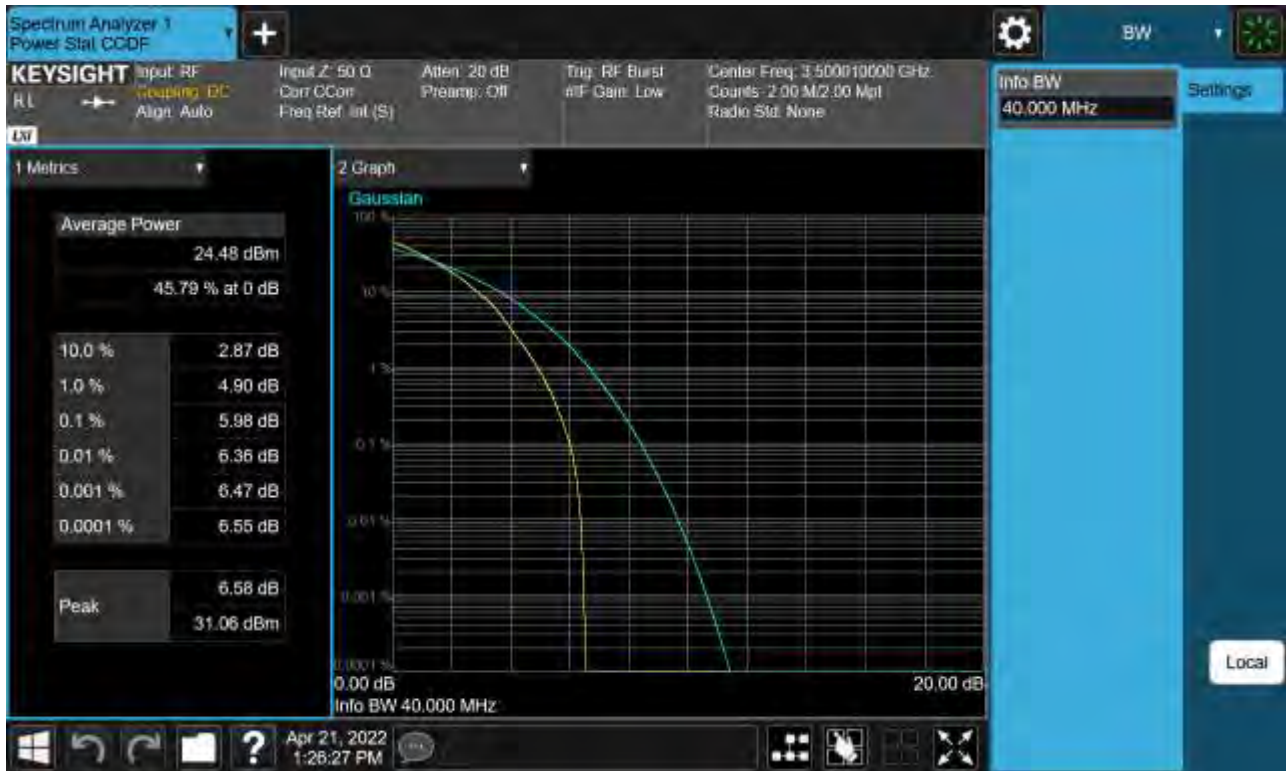 Spectrum Analyzer 1
Power Stat CCDF
+
BW
KEYSIGHT
Input: RF
Coupling: DC
Align: Auto
Input Z: 50 Ω
Corr CCorr
Freq Ref: Int (S)
Atten: 20 dB
Preamp: Off
Trig: RF Burst
#IF Gain: Low
Center Freq: 3.500010000 GHz
Counts: 2.00 M/2.00 Mpt
Radio Std: None
Info BW
40.000 MHz
Settings
1 Metrics
Average Power
24.48 dBm
45.79 % at 0 dB
10.0 % 2.87 dB
1.0 % 4.90 dB
0.1 % 5.98 dB
0.01 % 6.36 dB
0.001 % 6.47 dB
0.0001 % 6.55 dB
Peak
6.58 dB
31.06 dBm
2 Graph
Gaussian
100 %
10 %
1 %
0.1 %
0.01 %
0.001 %
0.0001 %
0.00 dB
20.00 dB
Info BW 40.000 MHz
Local
?
Apr 21, 2022
1:26:27 PM